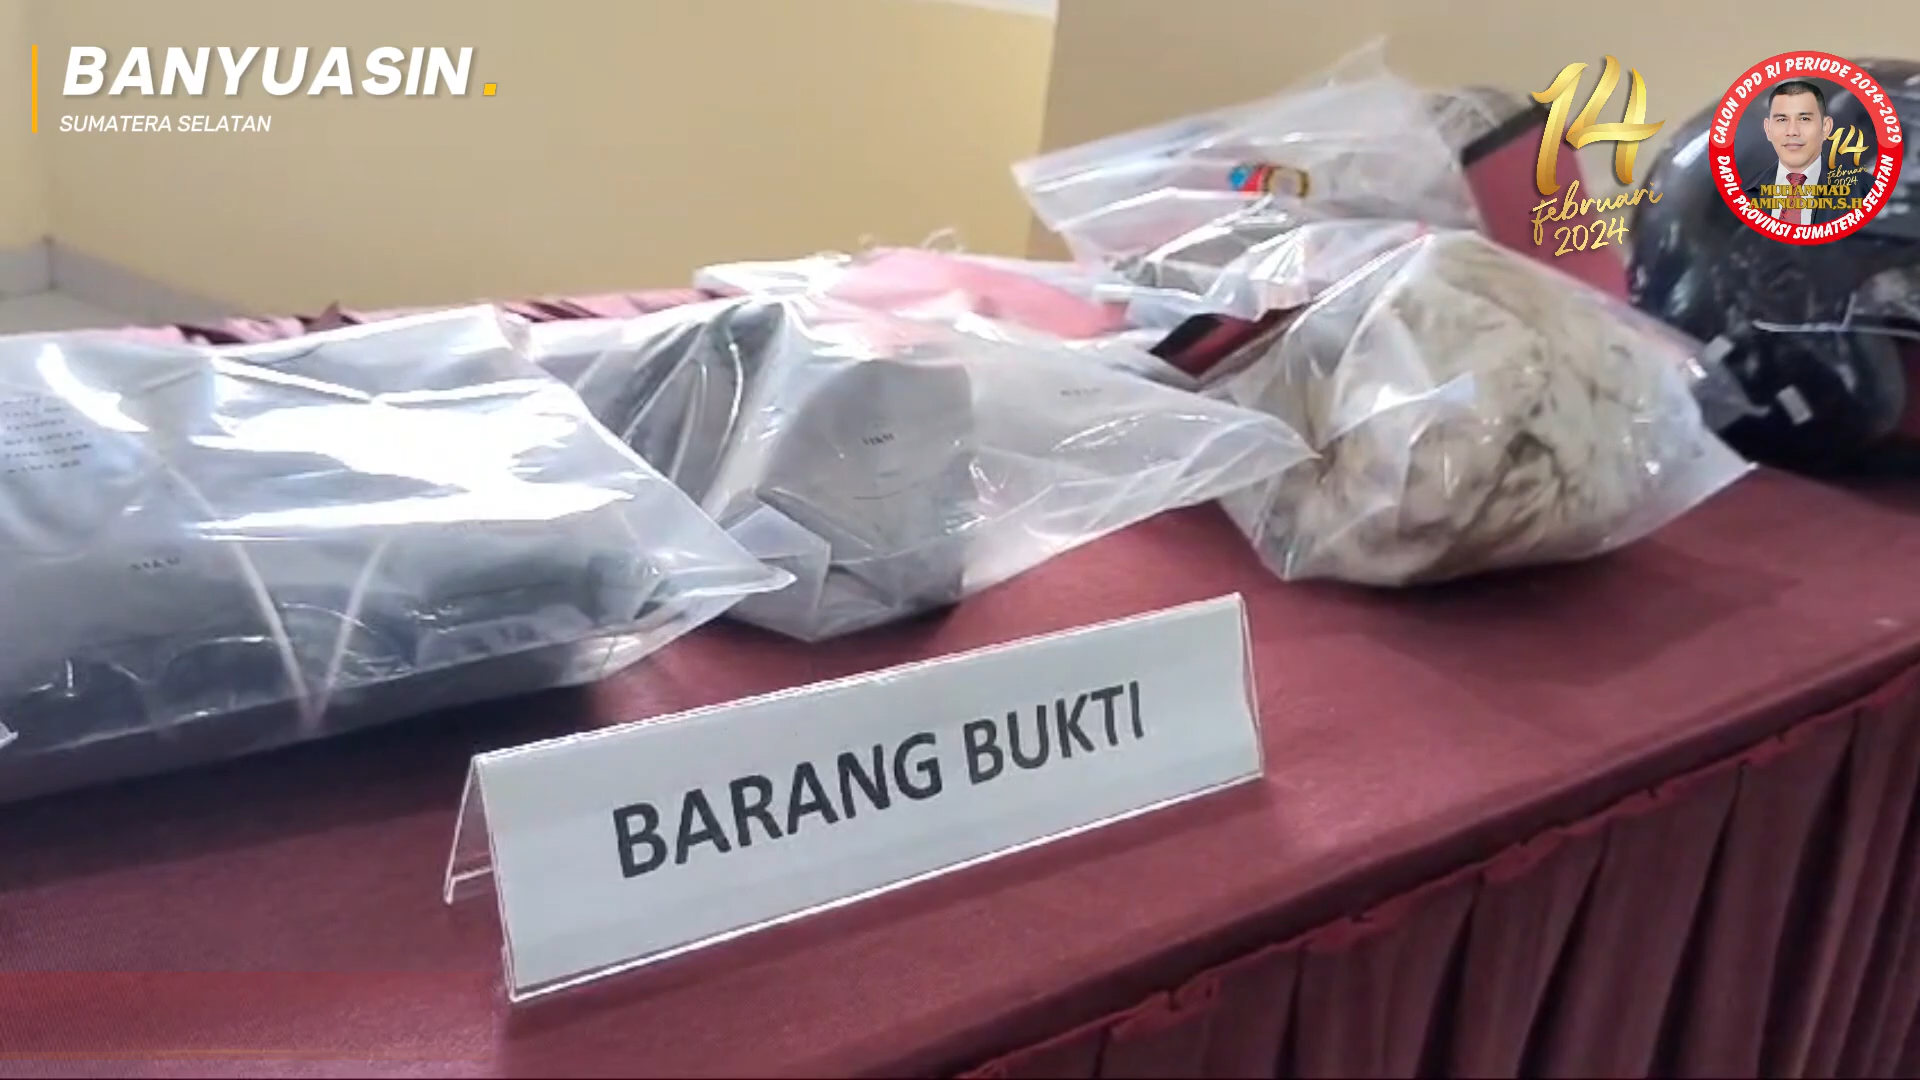 BANYUASIN.
SUMATERA SELATAN
14
Februari
2024
CALON DPD RI PERIODE 2024-2029
14
Februari
2024
MUHAMMAD
AMINUDDIN,S.H
DAPIL PROVINSI SUMATERA SELATAN
BARANG BUKTI